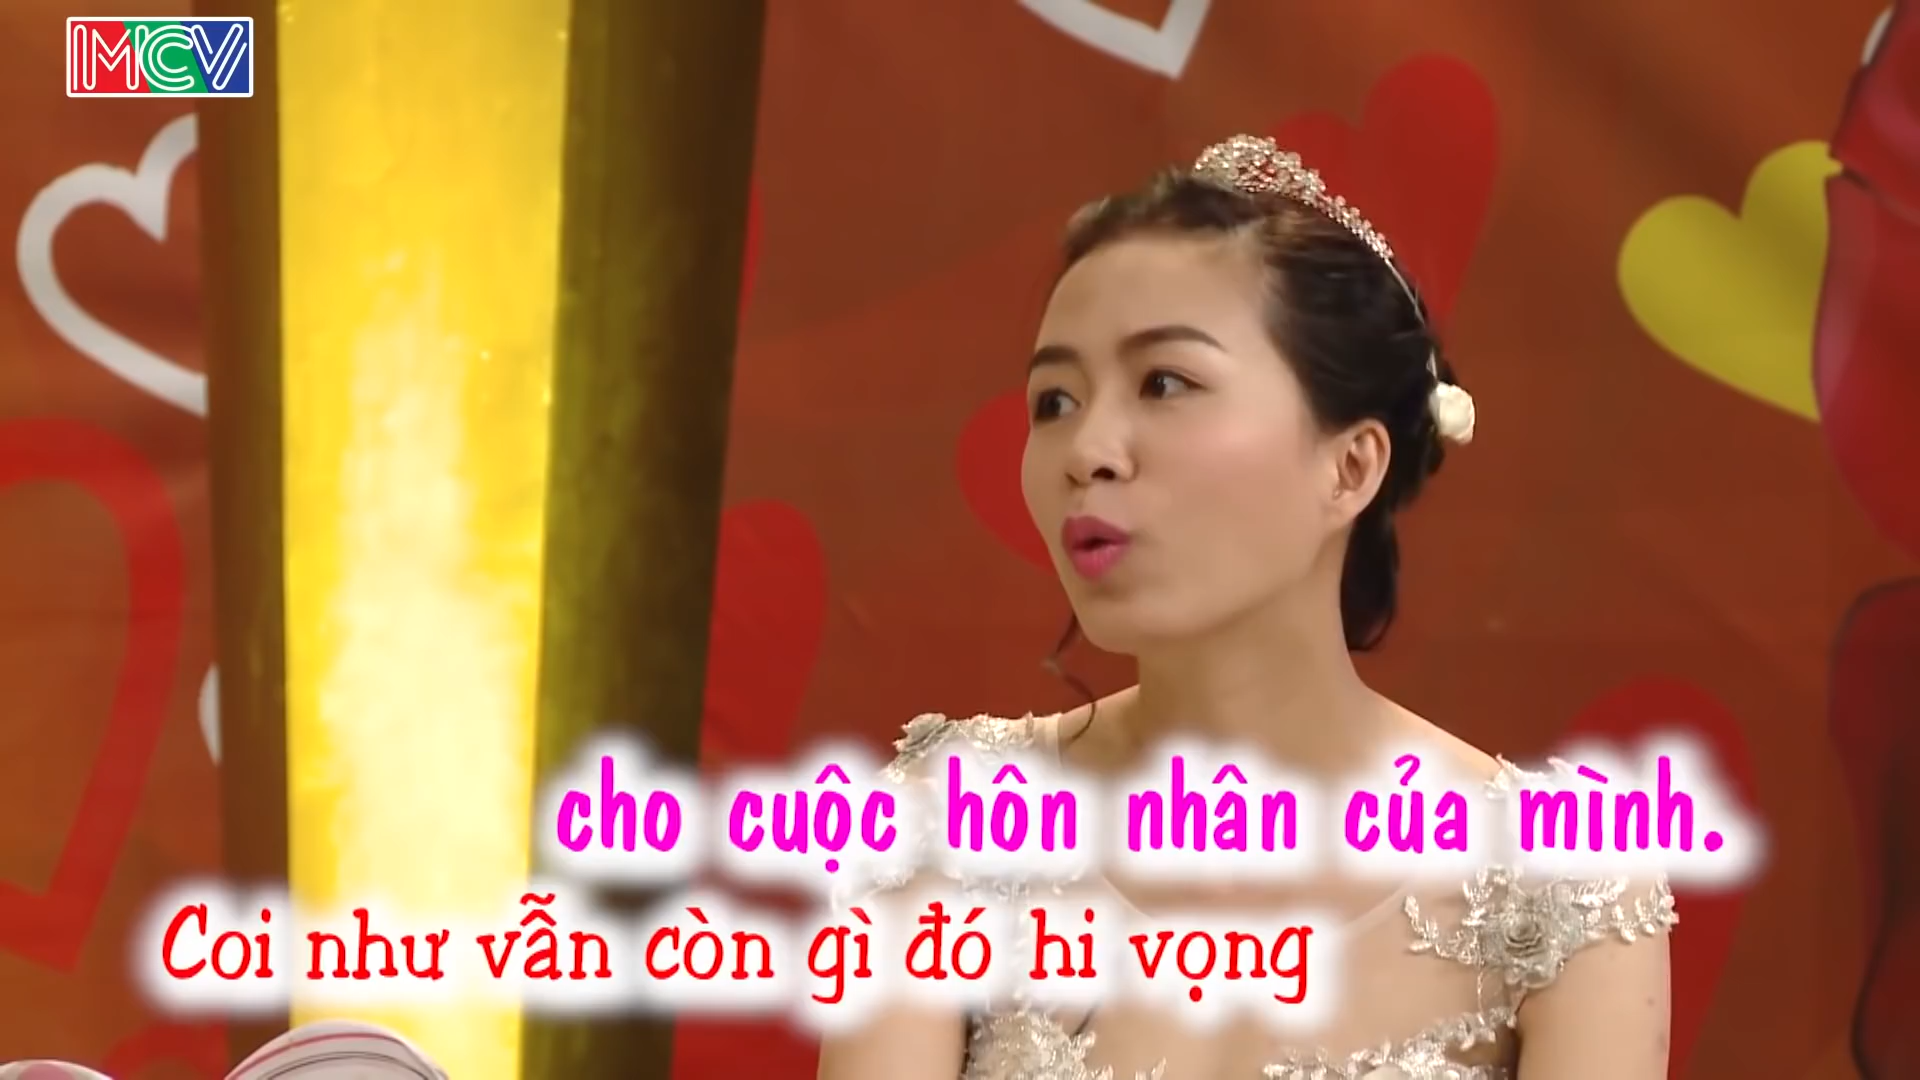 MCV
cho cuộc hôn nhân của mình.
Coi như vẫn còn gì đó hi vọng